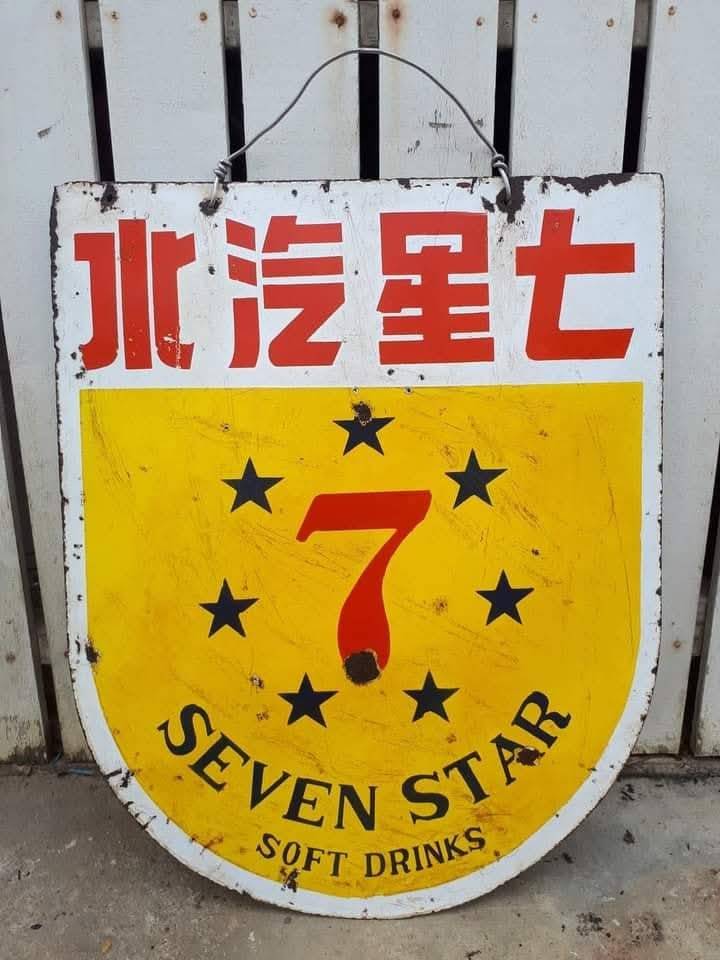 七星汽水
7
SEVEN STAR
SOFT DRINKS